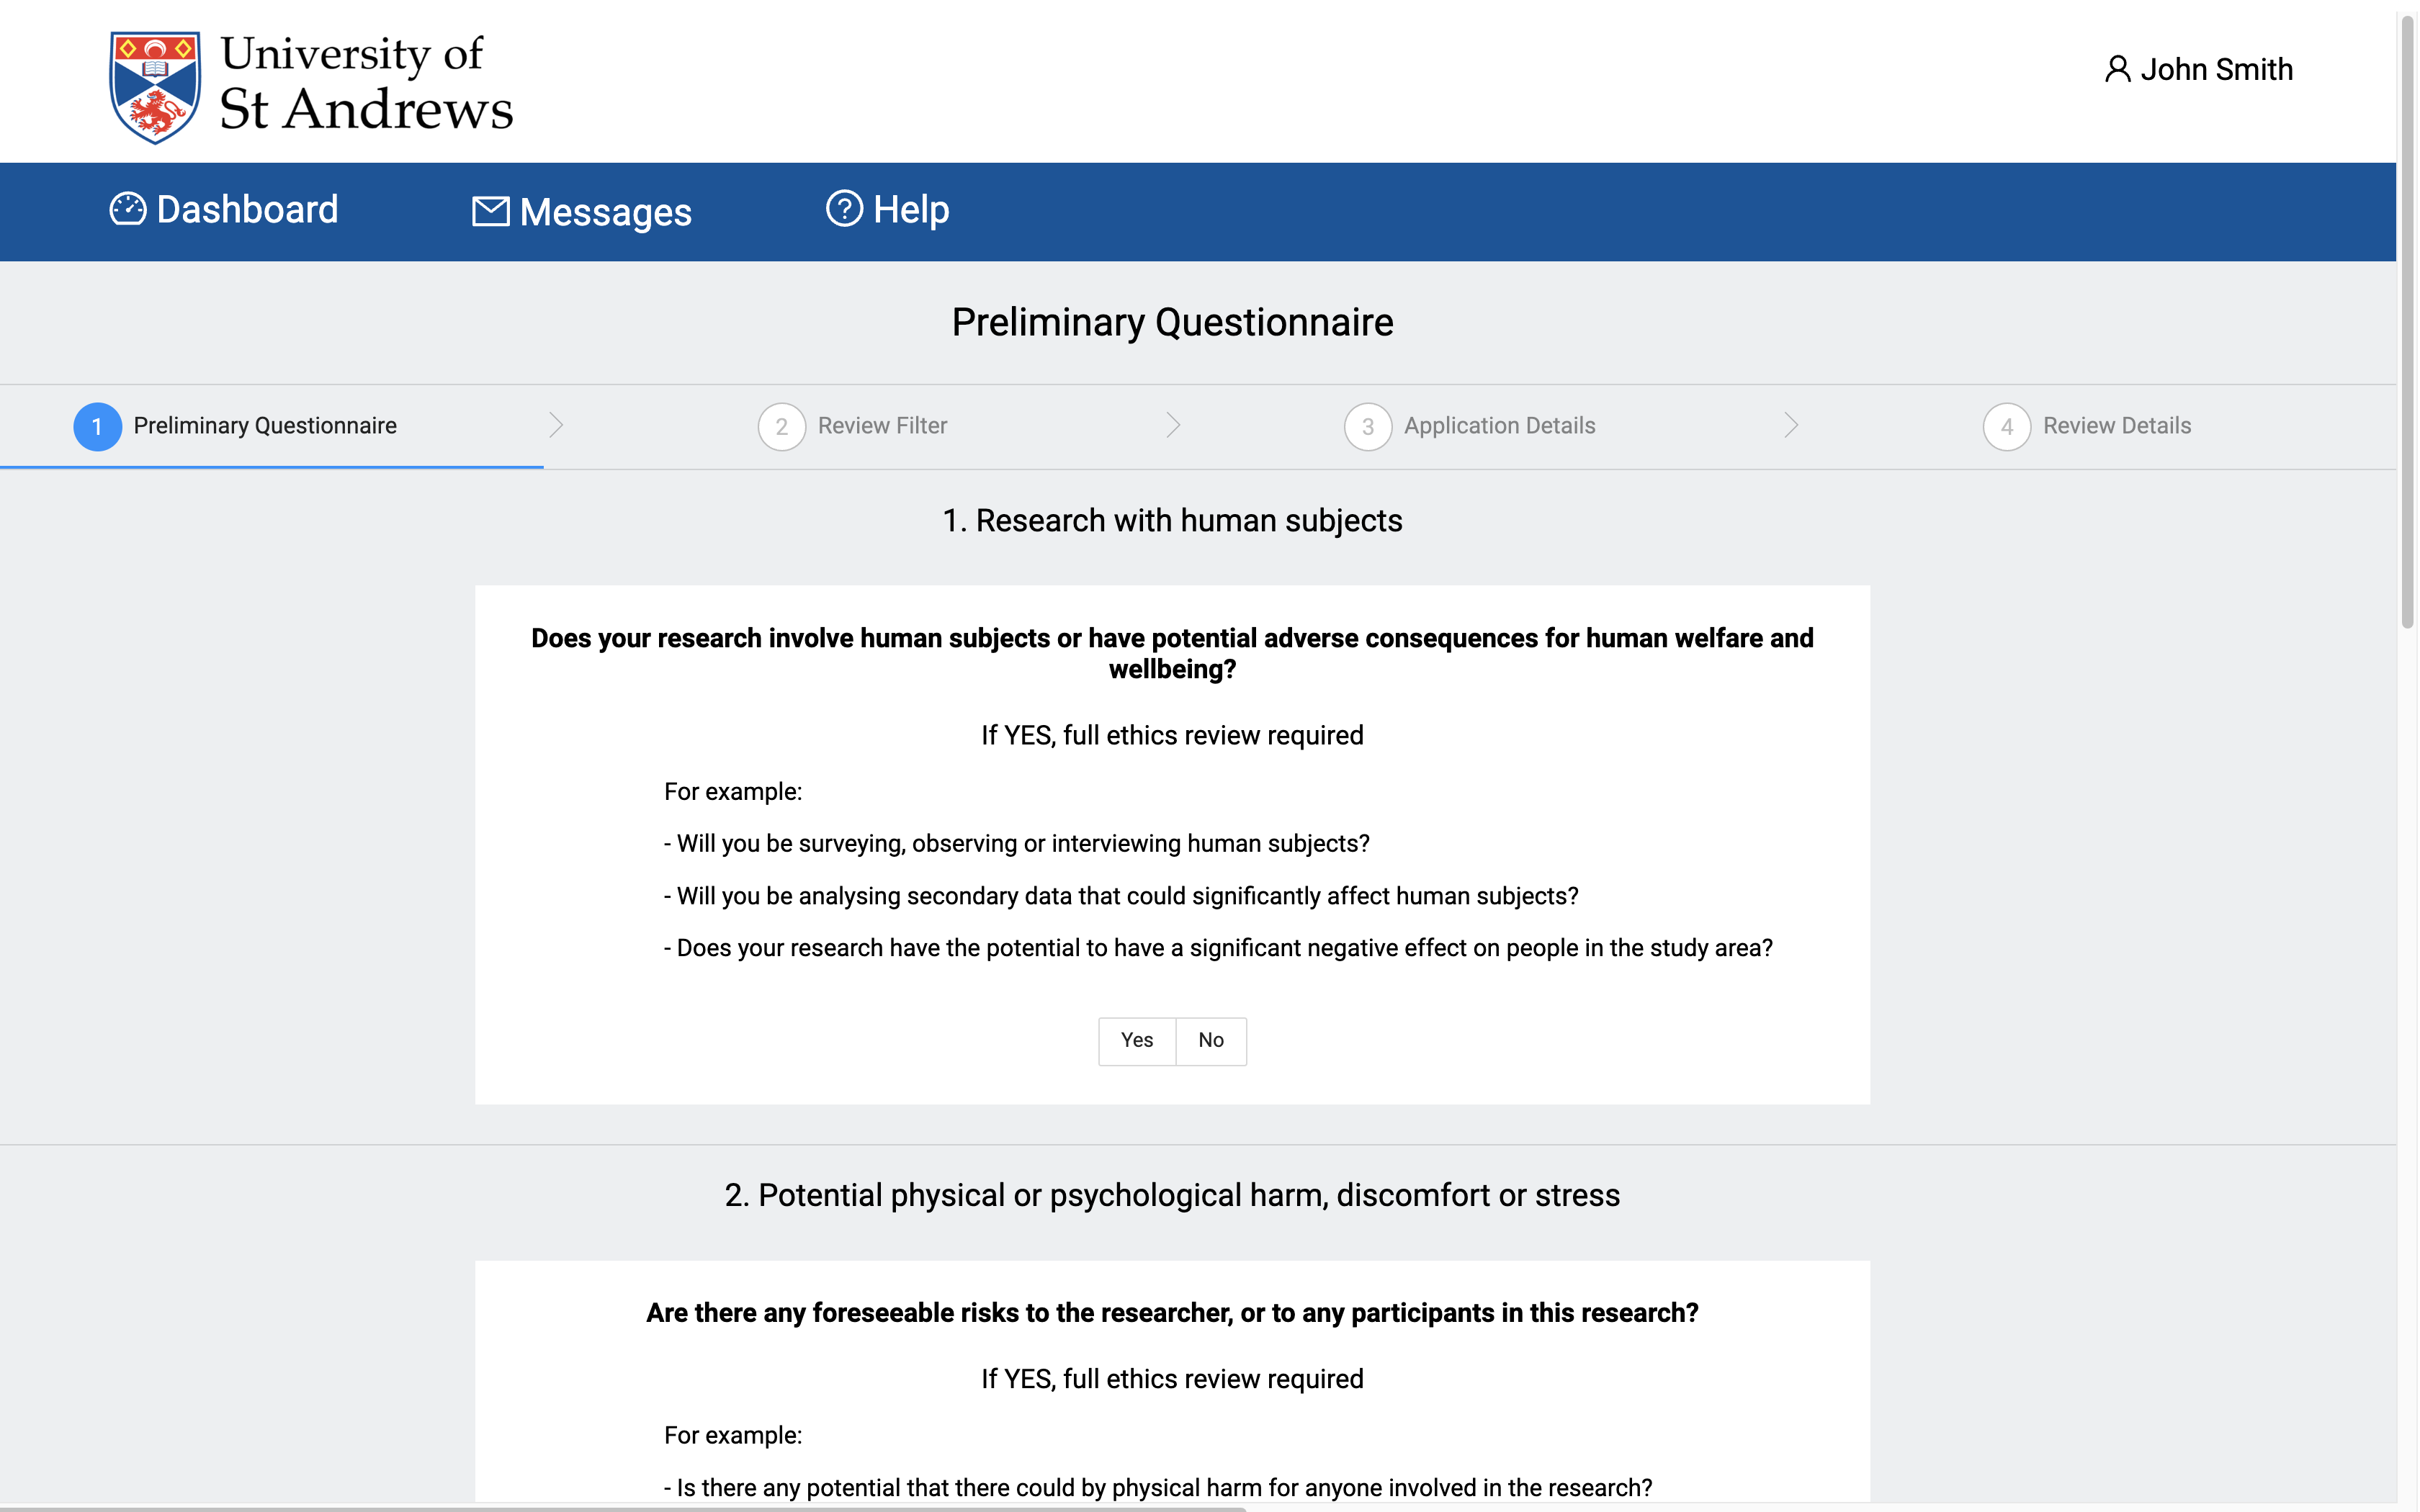 University of
St Andrews
John Smith
Dashboard
Messages
? Help
Preliminary Questionnaire
1 Preliminary Questionnaire
2 Review Filter
3 Application Details
4 Review Details
1. Research with human subjects
Does your research involve human subjects or have potential adverse consequences for human welfare and
wellbeing?
If YES, full ethics review required
For example:
- Will you be surveying, observing or interviewing human subjects?
- Will you be analysing secondary data that could significantly affect human subjects?
- Does your research have the potential to have a significant negative effect on people in the study area?
Yes No
2. Potential physical or psychological harm, discomfort or stress
Are there any foreseeable risks to the researcher, or to any participants in this research?
If YES, full ethics review required
For example:
- Is there any potential that there could by physical harm for anyone involved in the research?